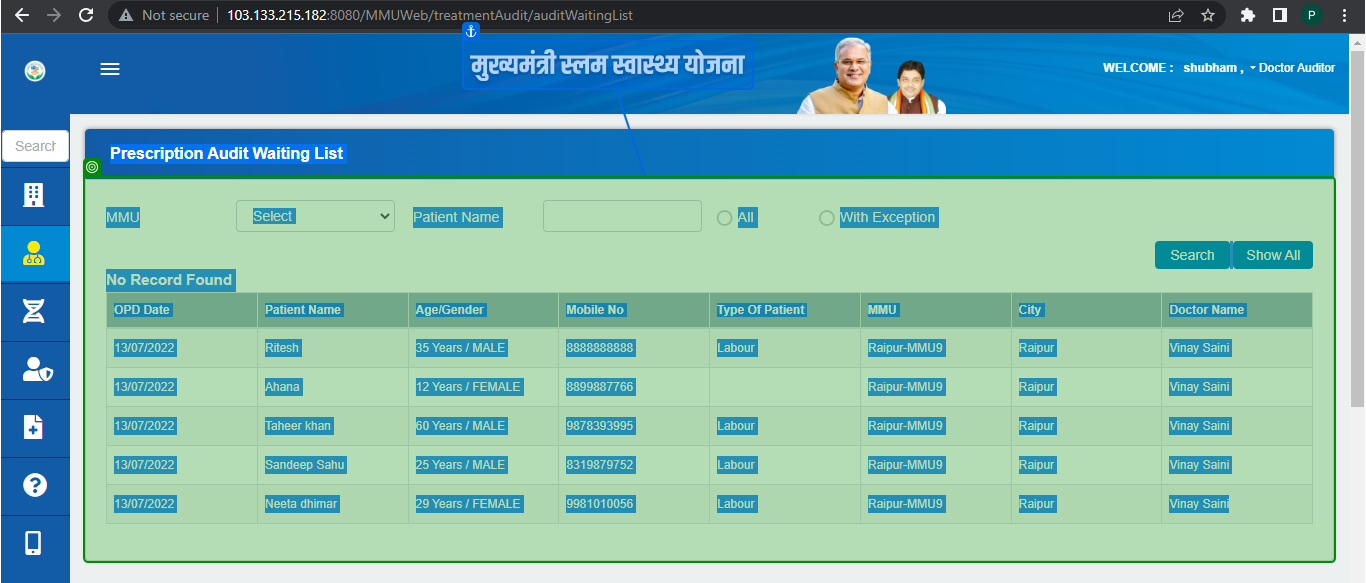 Not secure 103.133.215.182:8080/MMUWeb/treatmentAudit/auditWaitingList P
मुख्यमंत्री स्लम स्वास्थ्य योजना
WELCOME : shubham , Doctor Auditor
Search
Prescription Audit Waiting List
MMU Select Patient Name All With Exception
Search Show All
No Record Found
OPD Date Patient Name Age/Gender Mobile No Type Of Patient MMU City Doctor Name
13/07/2022 Ritesh 35 Years / MALE 8888888888 Labour Raipur-MMU9 Raipur Vinay Saini
13/07/2022 Ahana 12 Years / FEMALE 8899887766 Raipur-MMU9 Raipur Vinay Saini
13/07/2022 Taheer khan 60 Years / MALE 9878393995 Labour Raipur-MMU9 Raipur Vinay Saini
13/07/2022 Sandeep Sahu 25 Years / MALE 8319879752 Labour Raipur-MMU9 Raipur Vinay Saini
13/07/2022 Neeta dhimar 29 Years / FEMALE 9981010056 Labour Raipur-MMU9 Raipur Vinay Saini